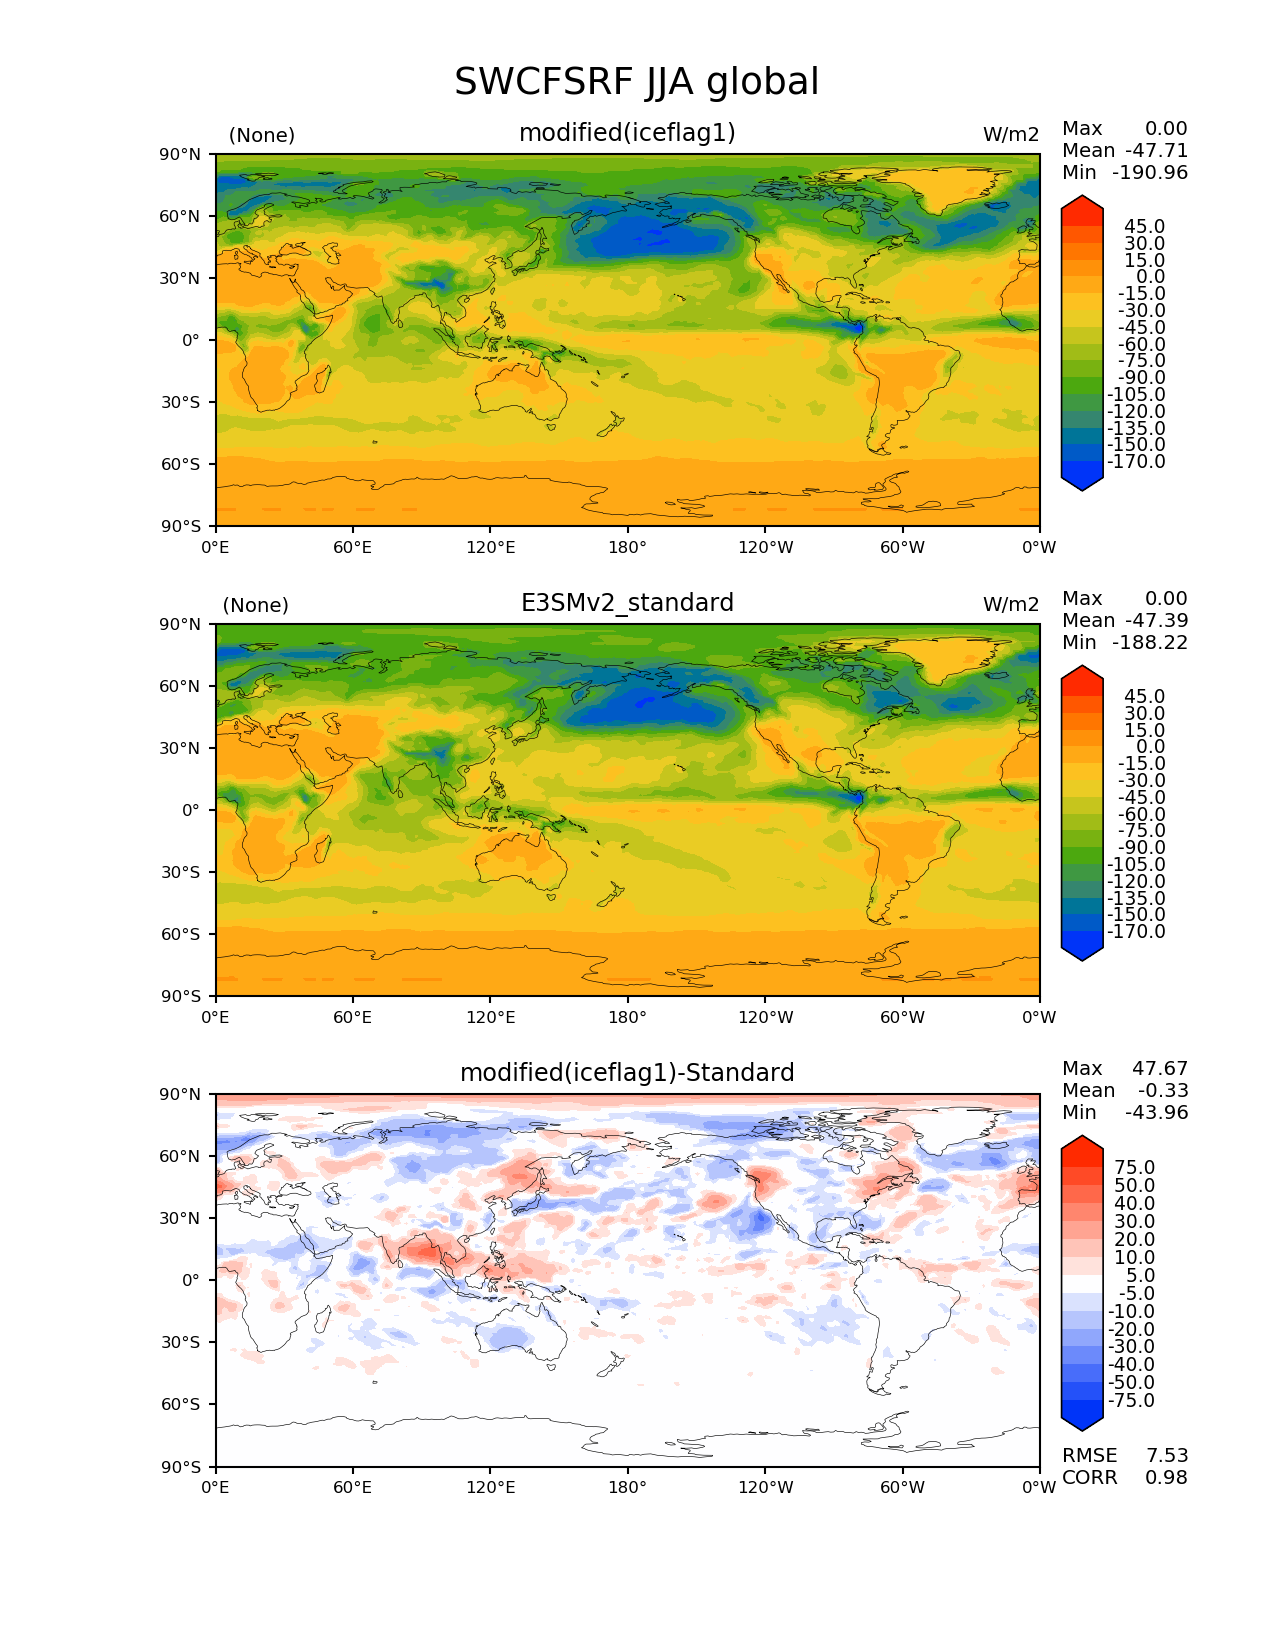 SWCFSRF JJA global
(None) modified(iceflag1) W/m2
Max 0.00
Mean -47.71
Min -190.96
90°N
60°N
30°N
0°
30°S
60°S
90°S
0°E 60°E 120°E 180° 120°W 60°W 0°W
45.0
30.0
15.0
0.0
-15.0
-30.0
-45.0
-60.0
-75.0
-90.0
-105.0
-120.0
-135.0
-150.0
-170.0
(None) E3SMv2_standard W/m2
Max 0.00
Mean -47.39
Min -188.22
90°N
60°N
30°N
0°
30°S
60°S
90°S
0°E 60°E 120°E 180° 120°W 60°W 0°W
45.0
30.0
15.0
0.0
-15.0
-30.0
-45.0
-60.0
-75.0
-90.0
-105.0
-120.0
-135.0
-150.0
-170.0
modified(iceflag1)-Standard
Max 47.67
Mean -0.33
Min -43.96
90°N
60°N
30°N
0°
30°S
60°S
90°S
0°E 60°E 120°E 180° 120°W 60°W 0°W
75.0
50.0
40.0
30.0
20.0
10.0
5.0
-5.0
-10.0
-20.0
-30.0
-40.0
-50.0
-75.0
RMSE 7.53
CORR 0.98